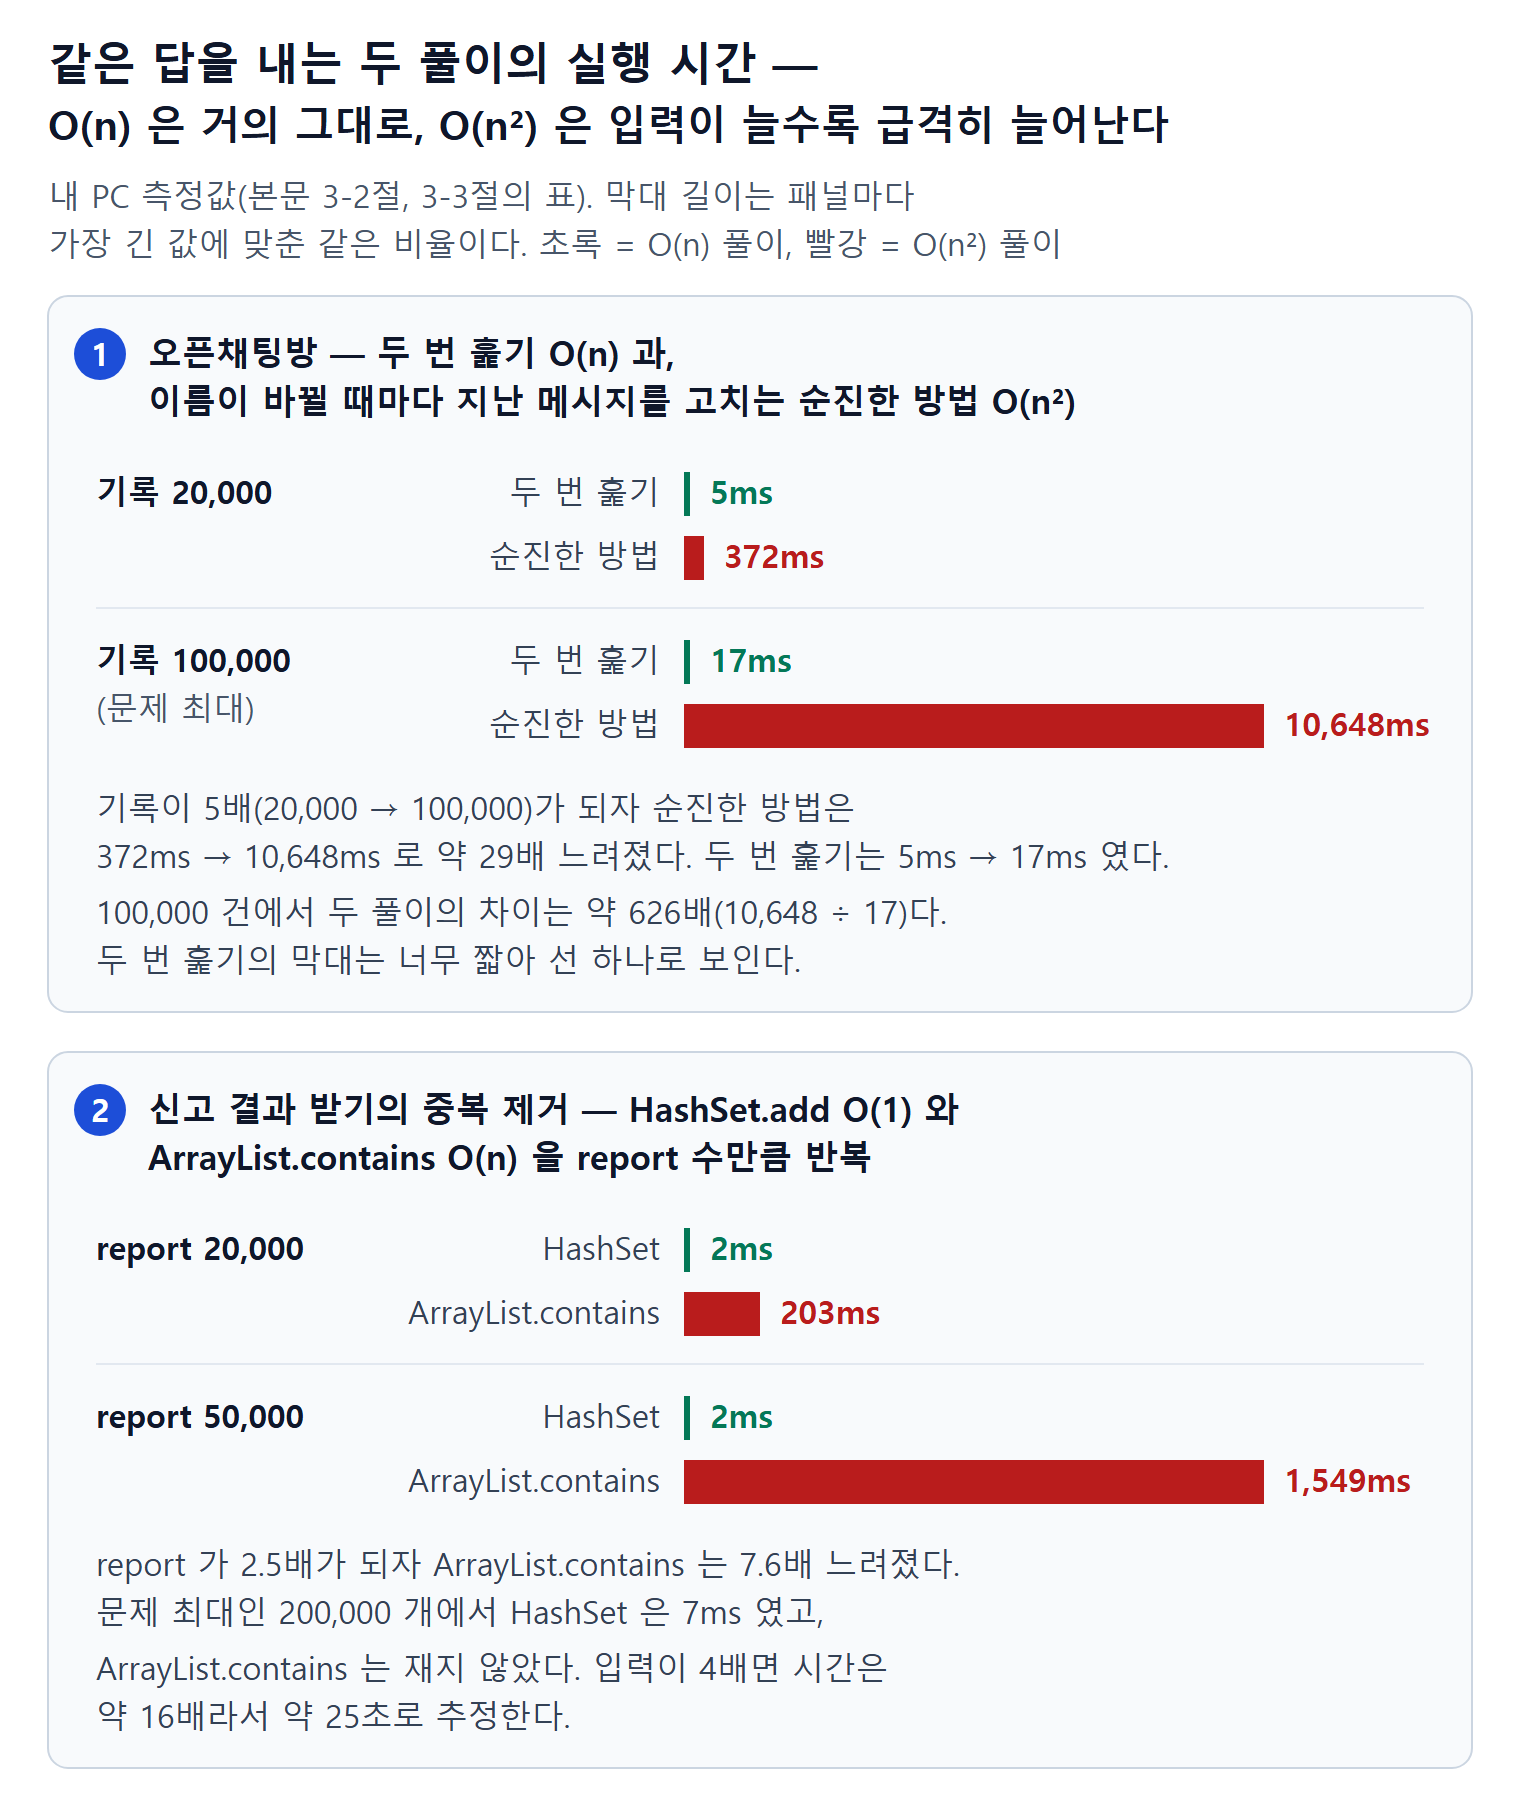 같은 답을 내는 두 풀이의 실행 시간 —
O(n) 은 거의 그대로, O(n²) 은 입력이 늘수록 급격히 늘어난다
내 PC 측정값(본문 3-2절, 3-3절의 표). 막대 길이는 패널마다
가장 긴 값에 맞춘 같은 비율이다. 초록 = O(n) 풀이, 빨강 = O(n²) 풀이
1 오픈채팅방 — 두 번 훑기 O(n) 과,
이름이 바뀔 때마다 지난 메시지를 고치는 순진한 방법 O(n²)
기록 20,000 두 번 훑기 5ms
순진한 방법 372ms
기록 100,000 두 번 훑기 17ms
(문제 최대) 순진한 방법 10,648ms
기록이 5배(20,000 → 100,000)가 되자 순진한 방법은
372ms → 10,648ms 로 약 29배 느려졌다. 두 번 훑기는 5ms → 17ms 였다.
100,000 건에서 두 풀이의 차이는 약 626배(10,648 ÷ 17)다.
두 번 훑기의 막대는 너무 짧아 선 하나로 보인다.
2 신고 결과 받기의 중복 제거 — HashSet.add O(1) 와
ArrayList.contains O(n) 을 report 수만큼 반복
report 20,000 HashSet 2ms
ArrayList.contains 203ms
report 50,000 HashSet 2ms
ArrayList.contains 1,549ms
report 가 2.5배가 되자 ArrayList.contains 는 7.6배 느려졌다.
문제 최대인 200,000 개에서 HashSet 은 7ms 였고,
ArrayList.contains 는 재지 않았다. 입력이 4배면 시간은
약 16배라서 약 25초로 추정한다.